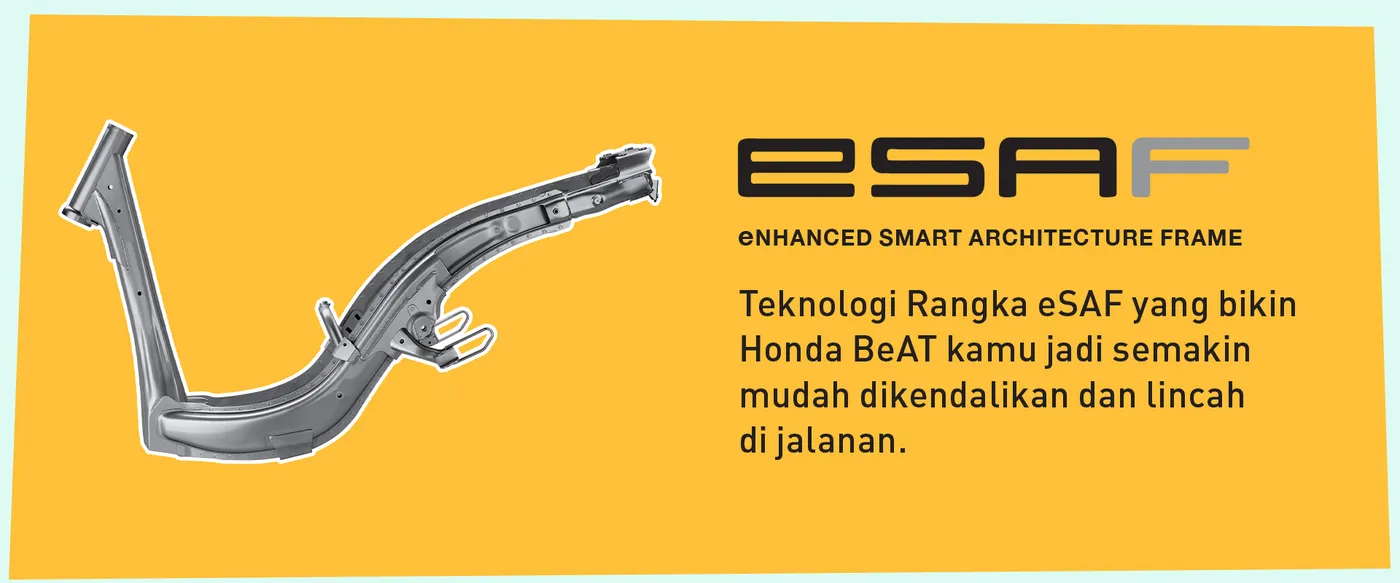 eSAF
eNHANCED SMART ARCHITECTURE FRAME
Teknologi Rangka eSAF yang bikin
Honda BeAT kamu jadi semakin
mudah dikendalikan dan lincah
di jalanan.